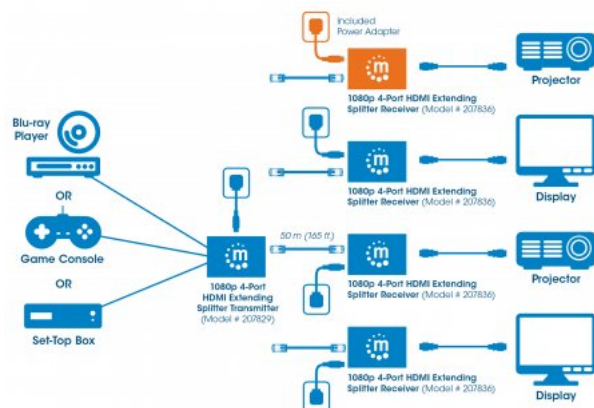 Included
Power Adapter
1080p 4-Port HDMI Extending
Splitter Receiver (Model # 207836)
Projector
Blu-ray
Player
OR
Game Console
OR
Set-Top Box
1080p 4-Port
HDMI Extending
Splitter Transmitter
(Model # 207829)
1080p 4-Port HDMI Extending
Splitter Receiver (Model # 207836)
Display
50 m (165 ft.)
1080p 4-Port HDMI Extending
Splitter Receiver (Model # 207836)
Projector
1080p 4-Port HDMI Extending
Splitter Receiver (Model # 207836)
Display